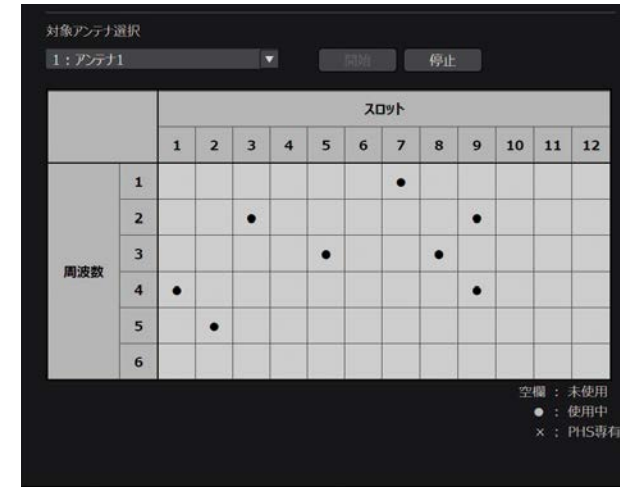 対象アンテナ選択
1：アンテナ1 ▼ 開始 停止
スロット
1 2 3 4 5 6 7 8 9 10 11 12
1 ●
2 ● ●
3 ● ●
周波数
4 ● ●
5 ●
6
空欄 ： 未使用
● ： 使用中
× ： PHS専有